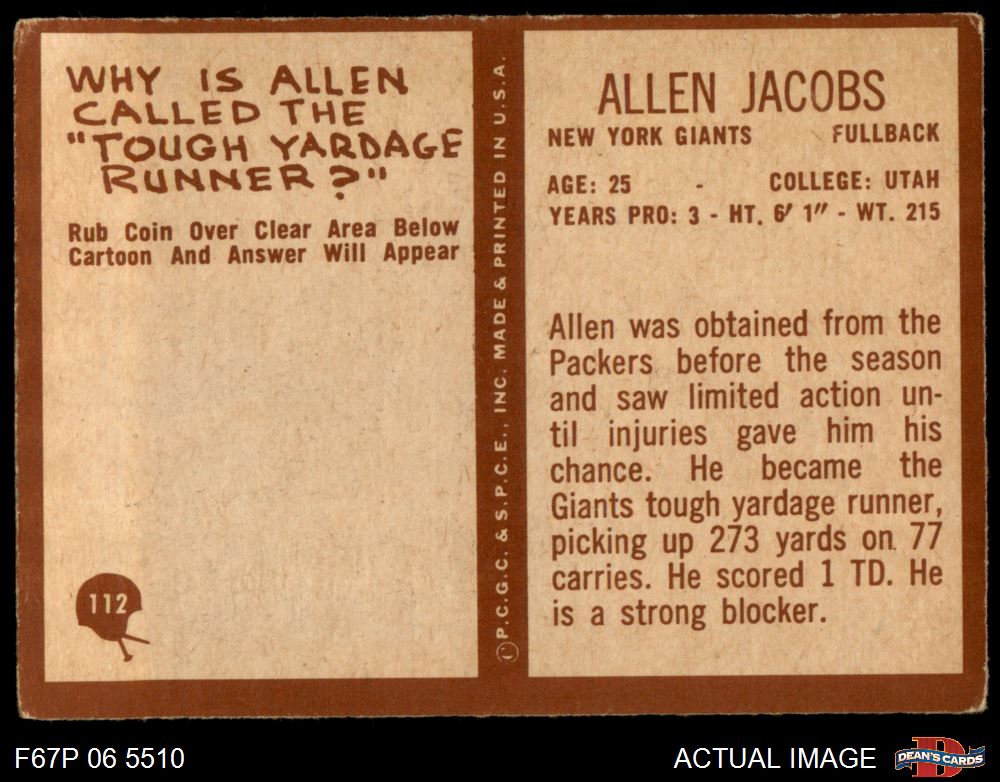 WHY IS ALLEN
CALLED THE
"TOUGH YARDAGE
RUNNER?"
Rub Coin Over Clear Area Below
Cartoon And Answer Will Appear
112
© P.C.G.C. & S.P.C.E., INC. MADE & PRINTED IN U.S.A.
ALLEN JACOBS
NEW YORK GIANTS FULLBACK
AGE: 25 - COLLEGE: UTAH
YEARS PRO: 3 - HT. 6' 1" - WT. 215
Allen was obtained from the
Packers before the season
and saw limited action un-
til injuries gave him his
chance. He became the
Giants tough yardage runner,
picking up 273 yards on 77
carries. He scored 1 TD. He
is a strong blocker.
F67P 06 5510
ACTUAL IMAGE
D
DEAN'S CARDS